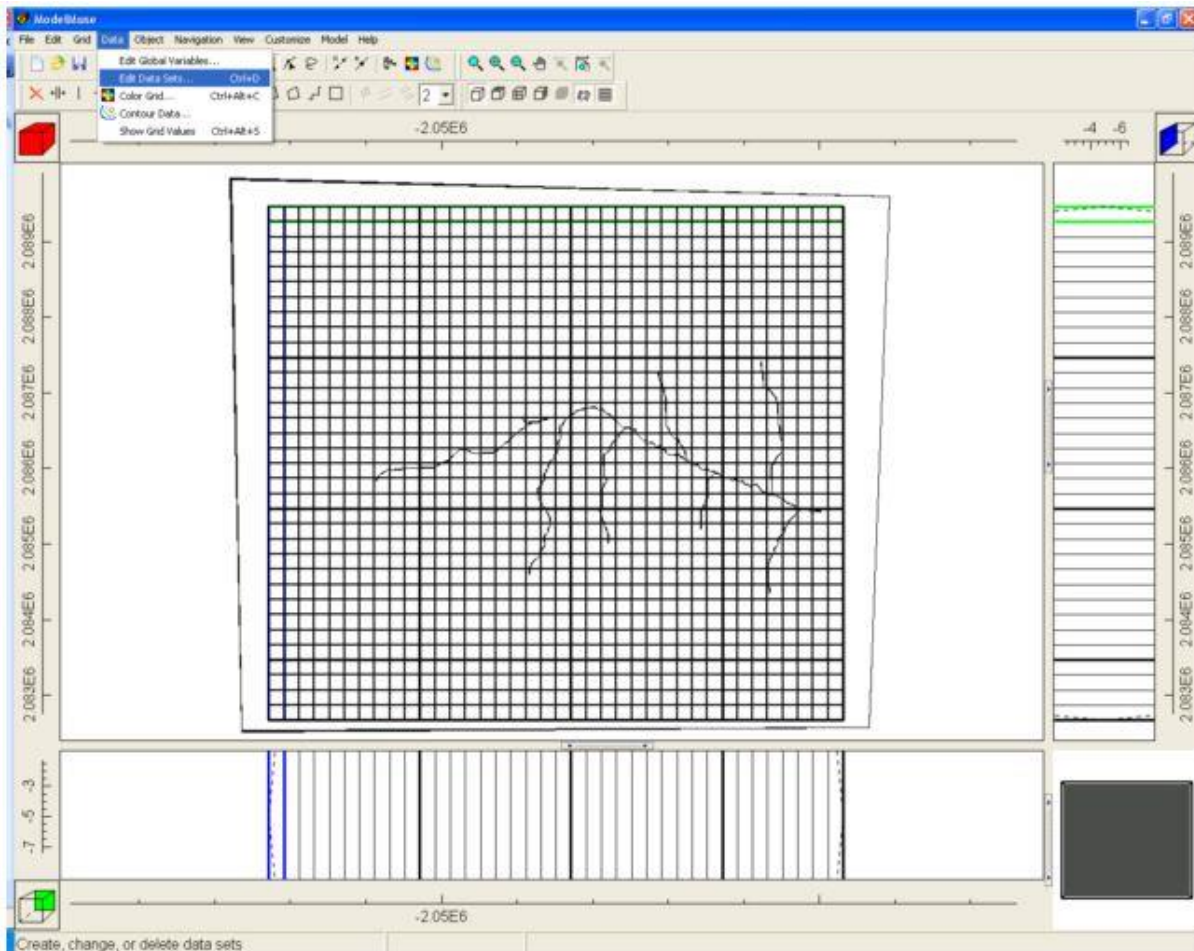 ModelMuse
File Edit Grid Data Object Navigation View Customize Model Help
Edit Global Variables...
Edit Data Sets... Ctrl+D
Color Grid... Ctrl+Alt+C
Contour Data...
Show Grid Values Ctrl+Alt+S
2
-2.05E6
-4 -6
2.089E6
2.088E6
2.087E6
2.086E6
2.085E6
2.084E6
2.083E6
2.089E6
2.088E6
2.087E6
2.086E6
2.085E6
2.084E6
2.083E6
-3
-5
-7
-2.05E6
Create, change, or delete data sets